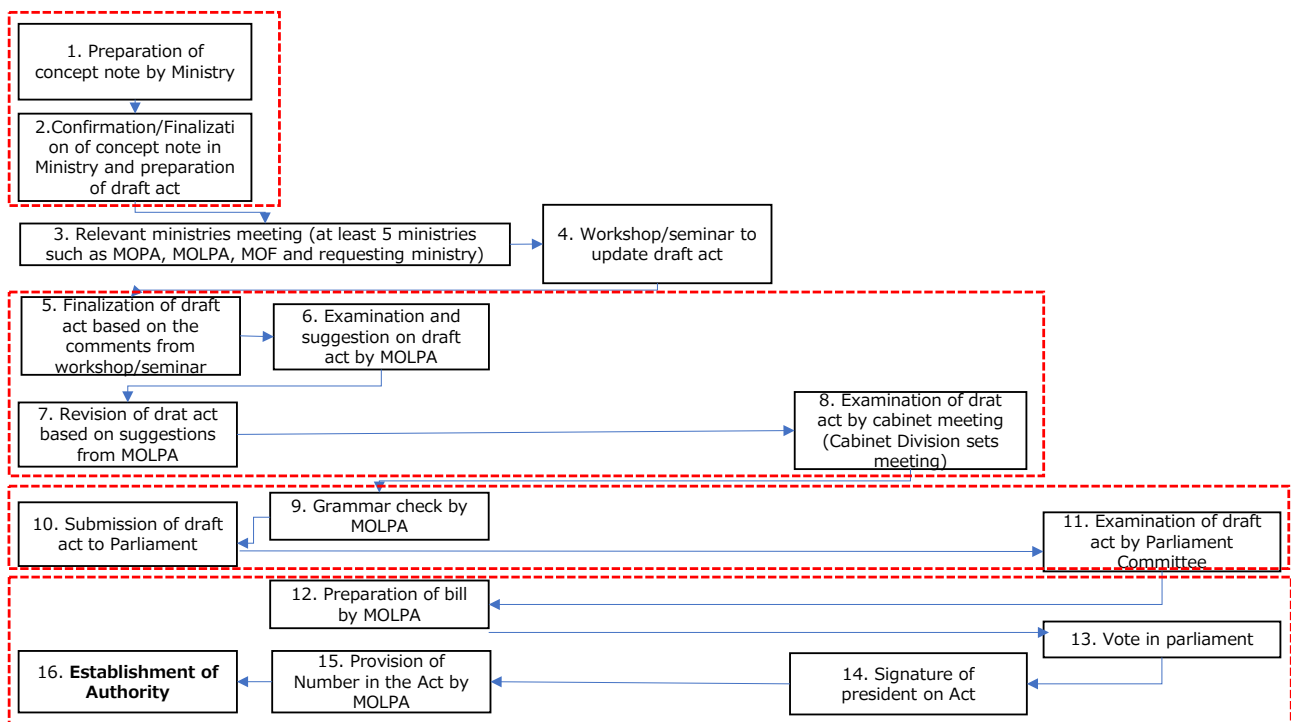 1. Preparation of
concept note by Ministry
2.Confirmation/Finalizati
on of concept note in
Ministry and preparation
of draft act
3. Relevant ministries meeting (at least 5 ministries
such as MOPA, MOLPA, MOF and requesting ministry)
4. Workshop/seminar to
update draft act
5. Finalization of draft
act based on the
comments from
workshop/seminar
6. Examination and
suggestion on draft
act by MOLPA
7. Revision of drat act
based on suggestions
from MOLPA
8. Examination of drat
act by cabinet meeting
(Cabinet Division sets
meeting)
9. Grammar check by
MOLPA
10. Submission of draft
act to Parliament
11. Examination of draft
act by Parliament
Committee
12. Preparation of bill
by MOLPA
13. Vote in parliament
14. Signature of
president on Act
15. Provision of
Number in the Act by
MOLPA
16. Establishment of
Authority